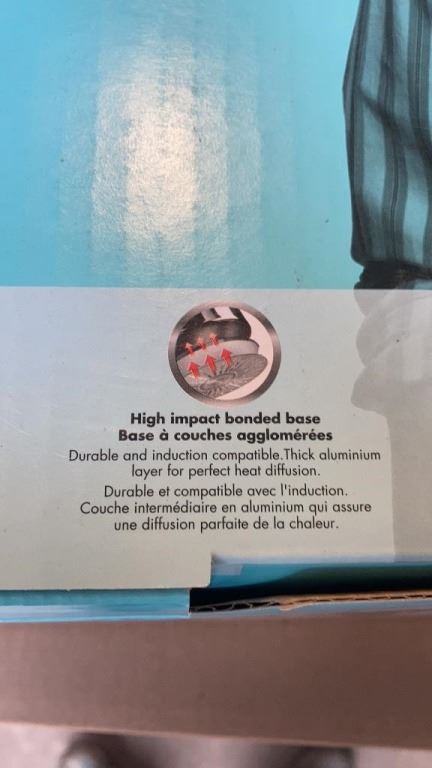 High impact bonded base
Base à couches agglomérées
Durable and induction compatible.Thick aluminium
layer for perfect heat diffusion.
Durable et compatible avec l'induction.
Couche intermédiaire en aluminium qui assure
une diffusion parfaite de la chaleur.